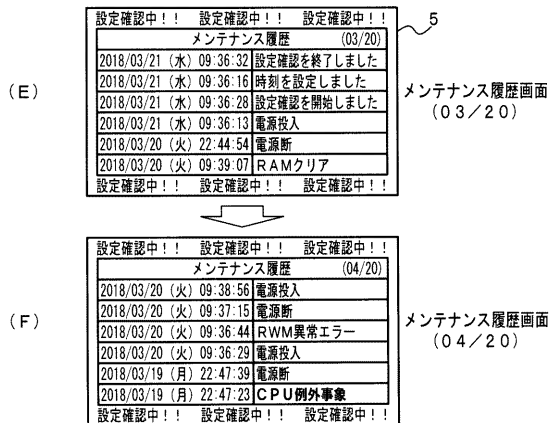 設定確認中！！ 設定確認中！！ 設定確認中！！
5
メンテナンス履歴 (03/20)
2018/03/21 (水) 09:36:32 設定確認を終了しました
2018/03/21 (水) 09:36:16 時刻を設定しました
2018/03/21 (水) 09:36:28 設定確認を開始しました
2018/03/21 (水) 09:36:13 電源投入
2018/03/20 (火) 22:44:54 電源断
2018/03/20 (火) 09:39:07 RAMクリア
設定確認中！！ 設定確認中！！ 設定確認中！！
(E)
メンテナンス履歴画面
(03/20)
設定確認中！！ 設定確認中！！ 設定確認中！！
メンテナンス履歴 (04/20)
2018/03/20 (火) 09:38:56 電源投入
2018/03/20 (火) 09:37:15 電源断
2018/03/20 (火) 09:36:44 RWM異常エラー
2018/03/20 (火) 09:36:29 電源投入
2018/03/19 (月) 22:47:39 電源断
2018/03/19 (月) 22:47:23 CPU例外事象
設定確認中！！ 設定確認中！！ 設定確認中！！
(F)
メンテナンス履歴画面
(04/20)